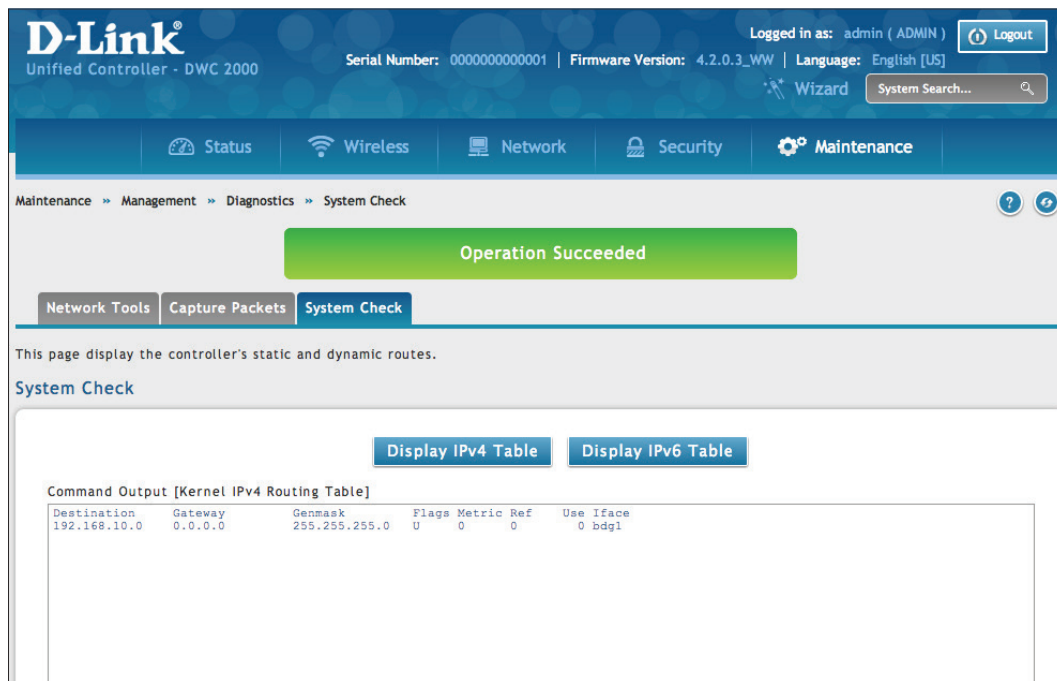 D-Link®
Unified Controller - DWC 2000
Logged in as: admin ( ADMIN )
Logout
Serial Number: 0000000000001 | Firmware Version: 4.2.0.3_WW | Language: English [US]
Wizard
System Search...
Status
Wireless
Network
Security
Maintenance
Maintenance » Management » Diagnostics » System Check
?
Operation Succeeded
Network Tools
Capture Packets
System Check
This page display the controller's static and dynamic routes.
System Check
Display IPv4 Table
Display IPv6 Table
Command Output [Kernel IPv4 Routing Table]
Destination Gateway Genmask Flags Metric Ref Use Iface
192.168.10.0 0.0.0.0 255.255.255.0 U 0 0 0 bdg1